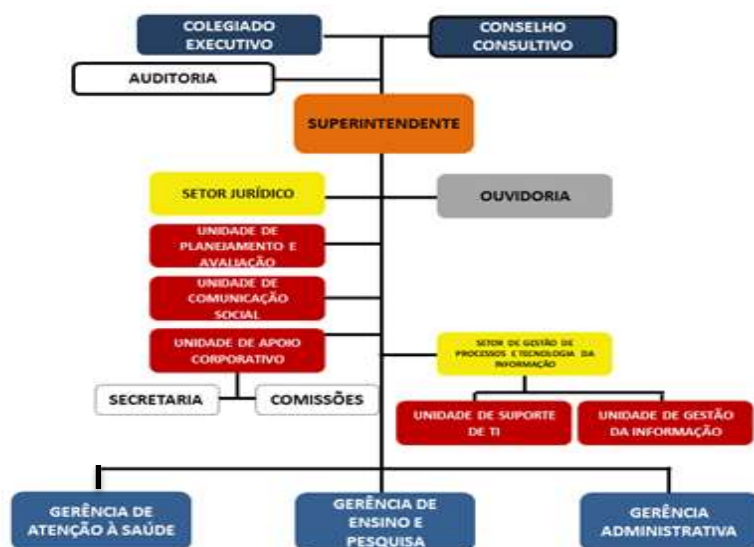 COLEGIADO
EXECUTIVO
CONSELHO
CONSULTIVO
AUDITORIA
SUPERINTENDENTE
SETOR JURÍDICO
OUVIDORIA
UNIDADE DE
PLANEJAMENTO E
AVALIAÇÃO
UNIDADE DE
COMUNICAÇÃO
SOCIAL
UNIDADE DE APOIO
CORPORATIVO
SETOR DE GESTÃO DE
PROCESSOS E TECNOLOGIA DA
INFORMAÇÃO
SECRETARIA
COMISSÕES
UNIDADE DE SUPORTE
DE TI
UNIDADE DE GESTÃO
DA INFORMAÇÃO
GERÊNCIA DE
ATENÇÃO À SAÚDE
GERÊNCIA DE
ENSINO E
PESQUISA
GERÊNCIA
ADMINISTRATIVA